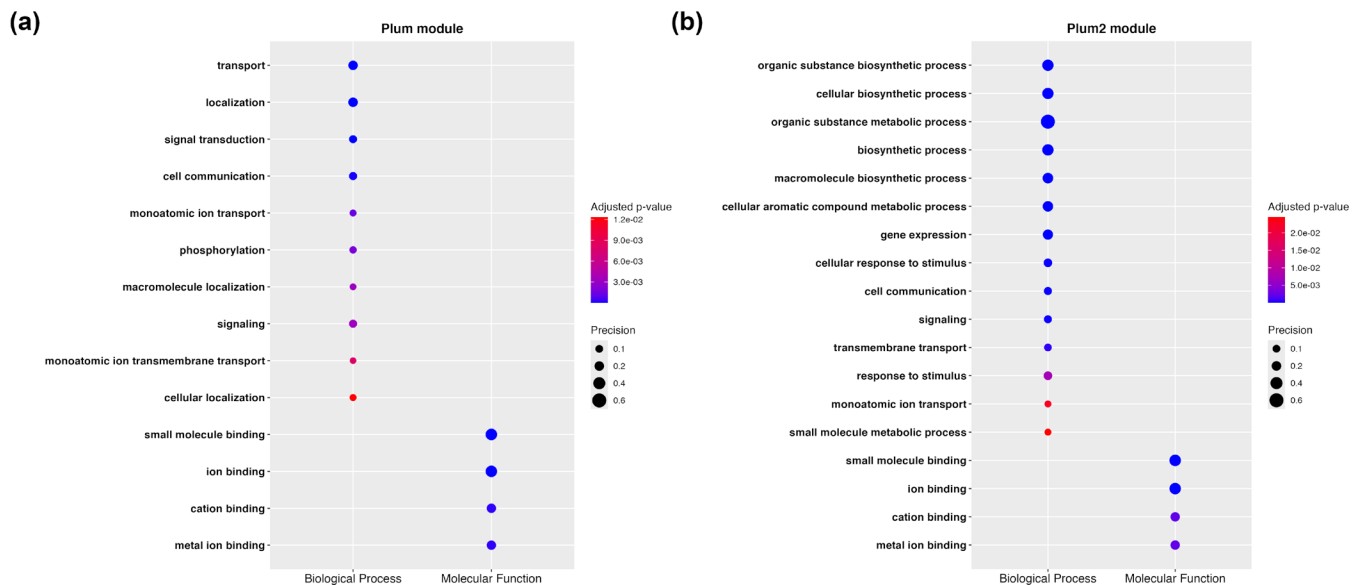 (a)
Plum module
transport
localization
signal transduction
cell communication
monoatomic ion transport
phosphorylation
macromolecule localization
signaling
monoatomic ion transmembrane transport
cellular localization
small molecule binding
ion binding
cation binding
metal ion binding
Biological Process
Molecular Function
Adjusted p-value
1.2e-02
9.0e-03
6.0e-03
3.0e-03
Precision
0.1
0.2
0.4
0.6
(b)
Plum2 module
organic substance biosynthetic process
cellular biosynthetic process
organic substance metabolic process
biosynthetic process
macromolecule biosynthetic process
cellular aromatic compound metabolic process
gene expression
cellular response to stimulus
cell communication
signaling
transmembrane transport
response to stimulus
monoatomic ion transport
small molecule metabolic process
small molecule binding
ion binding
cation binding
metal ion binding
Biological Process
Molecular Function
Adjusted p-value
2.0e-02
1.5e-02
1.0e-02
5.0e-03
Precision
0.1
0.2
0.4
0.6